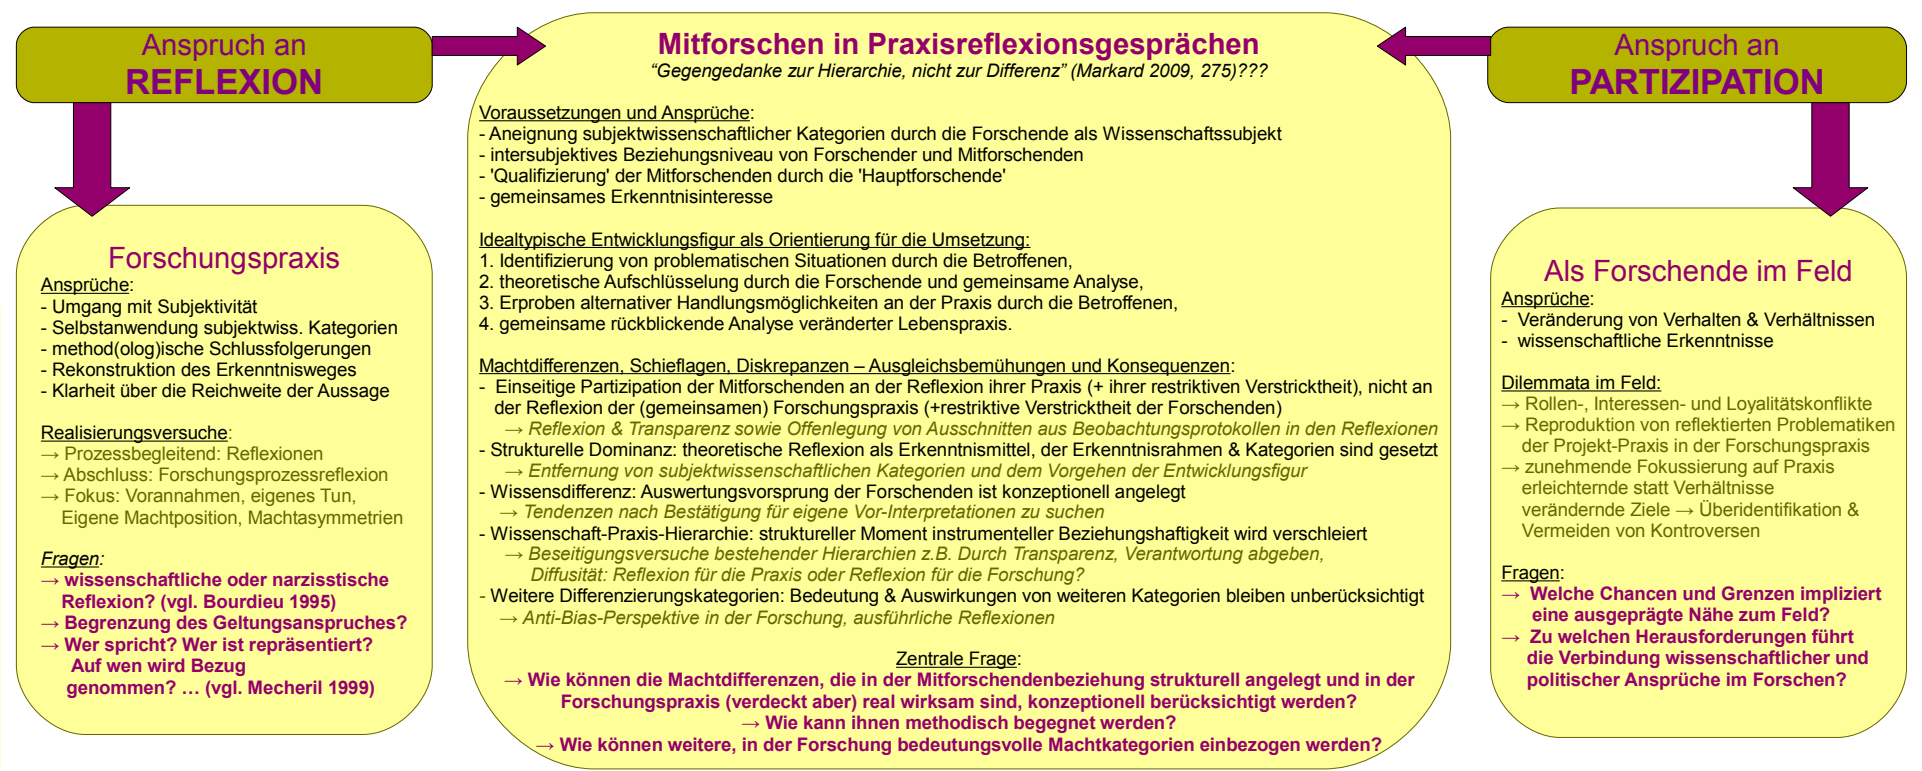 Anspruch an
REFLEXION
Forschungspraxis
Ansprüche:
- Umgang mit Subjektivität
- Selbstanwendung subjektwiss. Kategorien
- method(olog)ische Schlussfolgerungen
- Rekonstruktion des Erkenntnisweges
- Klarheit über die Reichweite der Aussage
Realisierungsversuche:
→ Prozessbegleitend: Reflexionen
→ Abschluss: Forschungsprozessreflexion
→ Fokus: Vorannahmen, eigenes Tun,
Eigene Machtposition, Machtasymmetrien
Fragen:
→ wissenschaftliche oder narzisstische
Reflexion? (vgl. Bourdieu 1995)
→ Begrenzung des Geltungsanspruches?
→ Wer spricht? Wer ist repräsentiert?
Auf wen wird Bezug
genommen? … (vgl. Mecheril 1999)
Mitforschen in Praxisreflexionsgesprächen
“Gegengedanke zur Hierarchie, nicht zur Differenz” (Markard 2009, 275)???
Voraussetzungen und Ansprüche:
- Aneignung subjektwissenschaftlicher Kategorien durch die Forschende als Wissenschaftssubjekt
- intersubjektives Beziehungsniveau von Forschender und Mitforschenden
- 'Qualifizierung' der Mitforschenden durch die 'Hauptforschende'
- gemeinsames Erkenntnisinteresse
Idealtypische Entwicklungsfigur als Orientierung für die Umsetzung:
1. Identifizierung von problematischen Situationen durch die Betroffenen,
2. theoretische Aufschlüsselung durch die Forschende und gemeinsame Analyse,
3. Erproben alternativer Handlungsmöglichkeiten an der Praxis durch die Betroffenen,
4. gemeinsame rückblickende Analyse veränderter Lebenspraxis.
Machtdifferenzen, Schieflagen, Diskrepanzen – Ausgleichsbemühungen und Konsequenzen:
- Einseitige Partizipation der Mitforschenden an der Reflexion ihrer Praxis (+ ihrer restriktiven Verstricktheit), nicht an
der Reflexion der (gemeinsamen) Forschungspraxis (+restriktive Verstricktheit der Forschenden)
→ Reflexion & Transparenz sowie Offenlegung von Ausschnitten aus Beobachtungsprotokollen in den Reflexionen
- Strukturelle Dominanz: theoretische Reflexion als Erkenntnismittel, der Erkenntnisrahmen & Kategorien sind gesetzt
→ Entfernung von subjektwissenschaftlichen Kategorien und dem Vorgehen der Entwicklungsfigur
- Wissensdifferenz: Auswertungsvorsprung der Forschenden ist konzeptionell angelegt
→ Tendenzen nach Bestätigung für eigene Vor-Interpretationen zu suchen
- Wissenschaft-Praxis-Hierarchie: struktureller Moment instrumenteller Beziehungshaftigkeit wird verschleiert
→ Beseitigungsversuche bestehender Hierarchien z.B. Durch Transparenz, Verantwortung abgeben,
Diffusität: Reflexion für die Praxis oder Reflexion für die Forschung?
- Weitere Differenzierungskategorien: Bedeutung & Auswirkungen von weiteren Kategorien bleiben unberücksichtigt
→ Anti-Bias-Perspektive in der Forschung, ausführliche Reflexionen
Zentrale Frage:
→ Wie können die Machtdifferenzen, die in der Mitforschendenbeziehung strukturell angelegt und in der
Forschungspraxis (verdeckt aber) real wirksam sind, konzeptionell berücksichtigt werden?
→ Wie kann ihnen methodisch begegnet werden?
→ Wie können weitere, in der Forschung bedeutungsvolle Machtkategorien einbezogen werden?
Anspruch an
PARTIZIPATION
Als Forschende im Feld
Ansprüche:
- Veränderung von Verhalten & Verhältnissen
- wissenschaftliche Erkenntnisse
Dilemmata im Feld:
→ Rollen-, Interessen- und Loyalitätskonflikte
→ Reproduktion von reflektierten Problematiken
der Projekt-Praxis in der Forschungspraxis
→ zunehmende Fokussierung auf Praxis
erleichternde statt Verhältnisse
verändernde Ziele → Überidentifikation &
Vermeiden von Kontroversen
Fragen:
→ Welche Chancen und Grenzen impliziert
eine ausgeprägte Nähe zum Feld?
→ Zu welchen Herausforderungen führt
die Verbindung wissenschaftlicher und
politischer Ansprüche im Forschen?